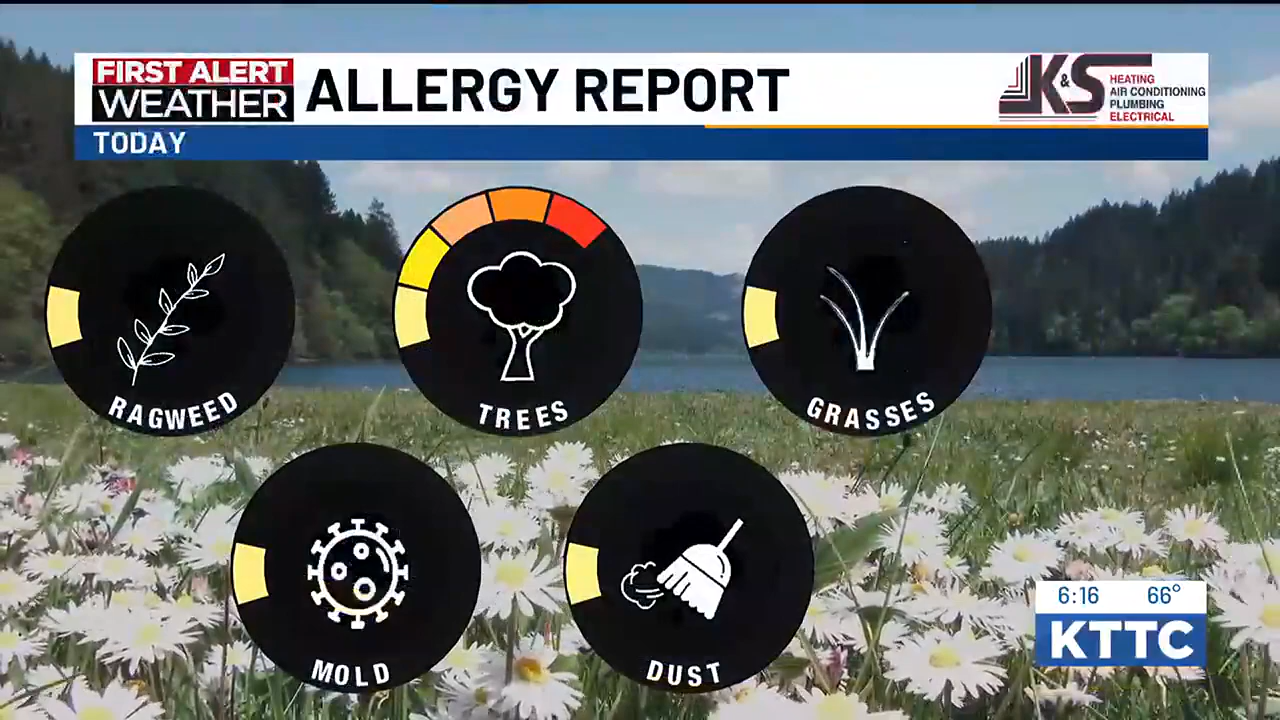 FIRST ALERT
WEATHER
ALLERGY REPORT
K&S
HEATING
AIR CONDITIONING
PLUMBING
ELECTRICAL
TODAY
RAGWEED
TREES
GRASSES
MOLD
DUST
6:16 66°
KTTC